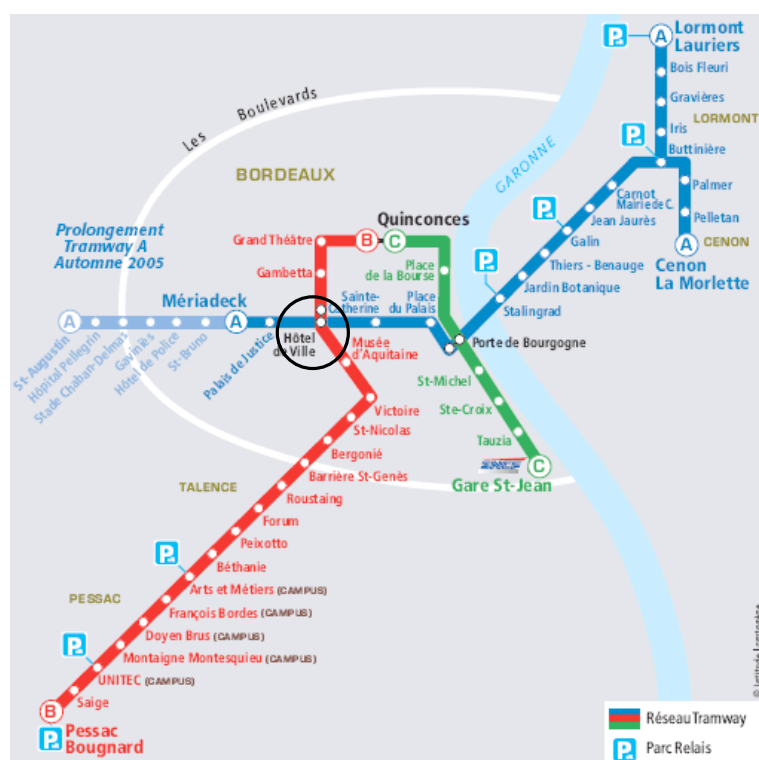 Lormont
Lauriers
A
Bois Fleuri
Gravières
LORMONT
Iris
Buttinière
Les Boulevards
GARONNE
BORDEAUX
Palmer
Carnot
Mairie de C.
Pelletan
Jean Jaurès
CENON
A
Cenon
La Morlette
Galin
Thiers - Benauge
Jardin Botanique
Stalingrad
Quinconces
Grand Théâtre
B
C
Gambetta
Place
de la Bourse
Prolongement
Tramway A
Automne 2005
Mériadeck
A
A
Sainte-
Catherine
Place
du Palais
St-Augustin
Hôpital Pellegrin
Stade Chaban-Delmas
Gaviniès
Hôtel de Police
St-Bruno
Palais de Justice
Hôtel
de Ville
Musée
d'Aquitaine
Porte de Bourgogne
St-Michel
Ste-Croix
Tauzia
SNCF
C
Gare St-Jean
Victoire
St-Nicolas
Bergonié
Barrière St-Genès
TALENCE
Roustaing
Forum
Peixotto
Béthanie
Arts et Métiers (CAMPUS)
PESSAC
François Bordes (CAMPUS)
Doyen Brus (CAMPUS)
Montaigne Montesquieu (CAMPUS)
UNITEC (CAMPUS)
Saige
B
Pessac
Bougnard
P
P
P
P
P
P
P
Réseau Tramway
P
Parc Relais